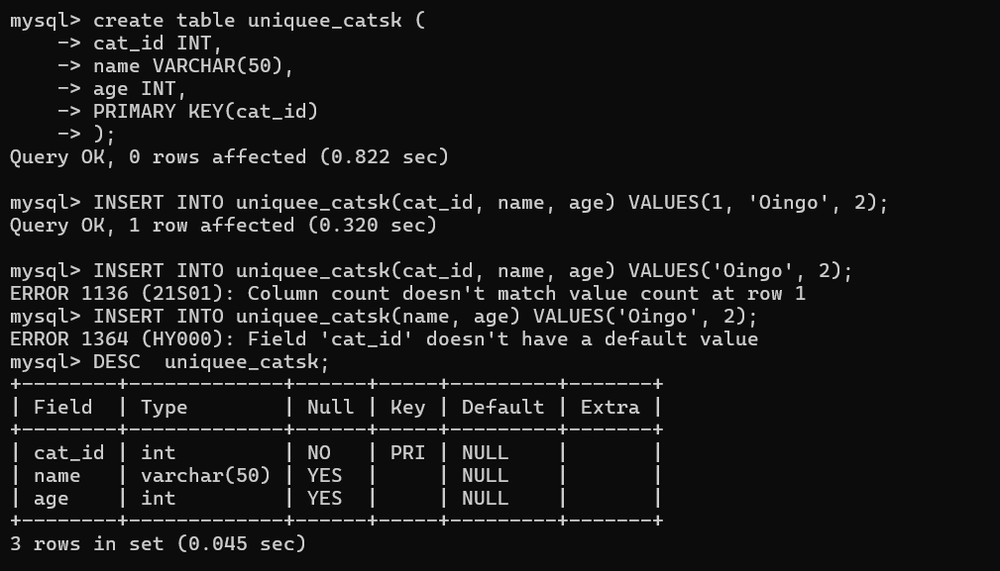 mysql> create table uniquee_catsk (
    -> cat_id INT,
    -> name VARCHAR(50),
    -> age INT,
    -> PRIMARY KEY(cat_id)
    -> );
Query OK, 0 rows affected (0.822 sec)

mysql> INSERT INTO uniquee_catsk(cat_id, name, age) VALUES(1, 'Oingo', 2);
Query OK, 1 row affected (0.320 sec)

mysql> INSERT INTO uniquee_catsk(cat_id, name, age) VALUES('Oingo', 2);
ERROR 1136 (21S01): Column count doesn't match value count at row 1
mysql> INSERT INTO uniquee_catsk(name, age) VALUES('Oingo', 2);
ERROR 1364 (HY000): Field 'cat_id' doesn't have a default value
mysql> DESC  uniquee_catsk;
+--------+-------------+------+-----+---------+-------+
| Field  | Type        | Null | Key | Default | Extra |
+--------+-------------+------+-----+---------+-------+
| cat_id | int         | NO   | PRI | NULL    |       |
| name   | varchar(50) | YES  |     | NULL    |       |
| age    | int         | YES  |     | NULL    |       |
+--------+-------------+------+-----+---------+-------+
3 rows in set (0.045 sec)